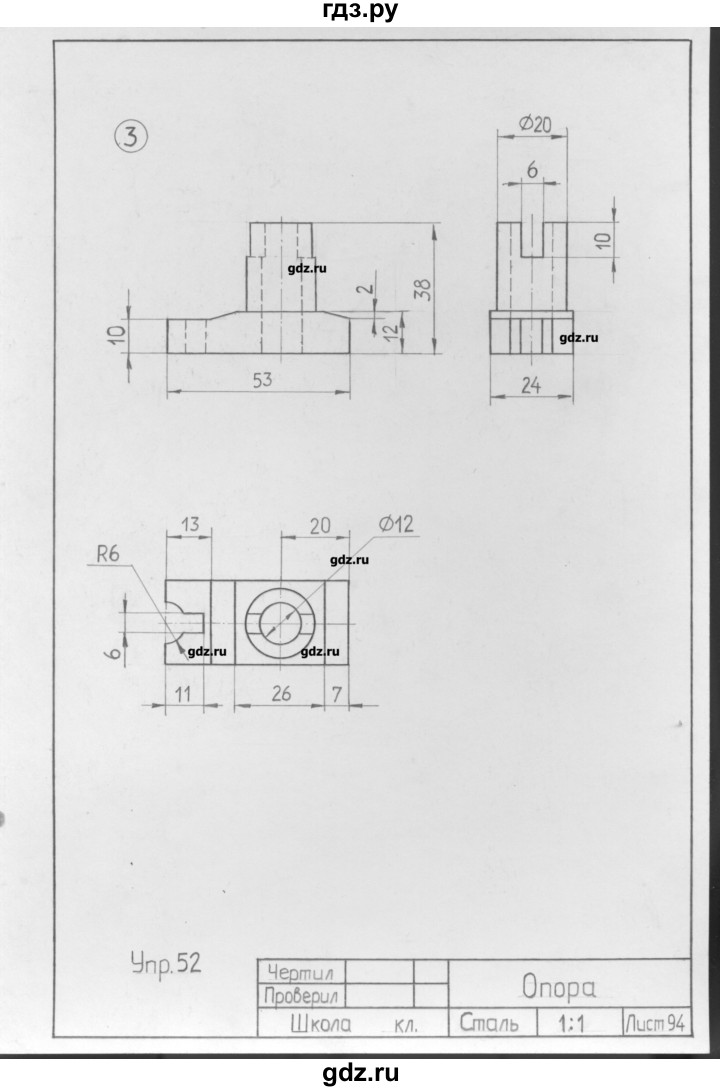 гдз.ру
3
Ø20
6
10
gdz.ru
2
38
10
12
gdz.ru
53
24
13
20
Ø12
R6
gdz.ru
6
gdz.ru
gdz.ru
11
26
7
Упр.52
Чертил
Проверил
Опора
Школа кл.
Сталь
1:1
Лист 94
gdz.ru